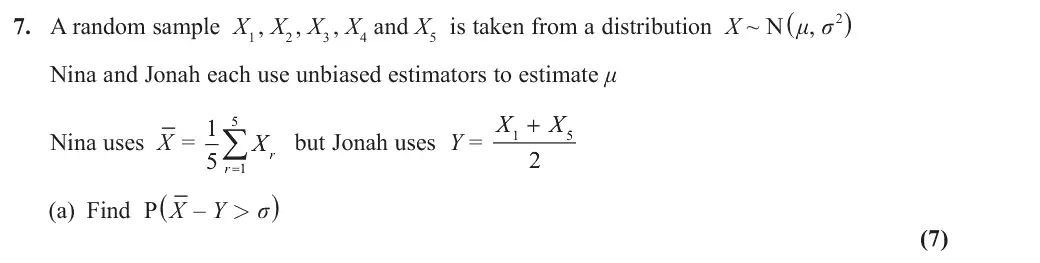 7. A random sample X₁, X₂, X₃, X₄ and X₅ is taken from a distribution X ~ N(μ, σ²)
Nina and Jonah each use unbiased estimators to estimate μ
Nina uses X̄ = 1/5 ∑_{r=1}^{5} Xᵣ but Jonah uses Y = (X₁ + X₅)/2
(a) Find P(X̄ – Y > σ)
(7)